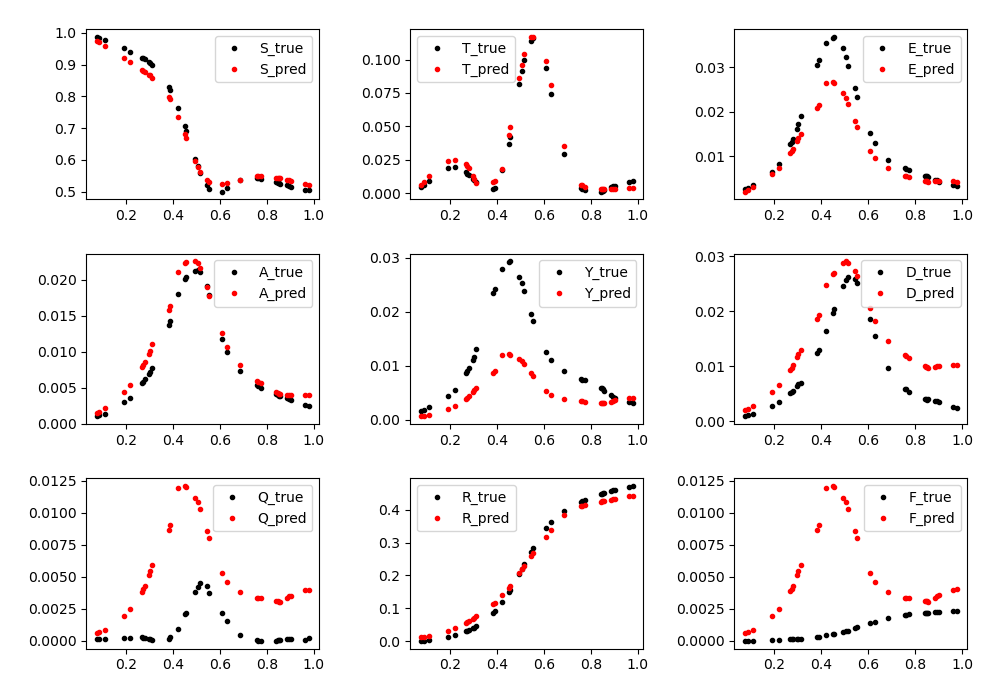 1.0
0.9
0.8
0.7
0.6
0.5
S_true
S_pred
0.2 0.4 0.6 0.8 1.0
0.100
0.075
0.050
0.025
0.000
T_true
T_pred
0.2 0.4 0.6 0.8 1.0
0.03
0.02
0.01
E_true
E_pred
0.2 0.4 0.6 0.8 1.0
0.020
0.015
0.010
0.005
0.000
A_true
A_pred
0.2 0.4 0.6 0.8 1.0
0.03
0.02
0.01
0.00
Y_true
Y_pred
0.2 0.4 0.6 0.8 1.0
0.03
0.02
0.01
0.00
D_true
D_pred
0.2 0.4 0.6 0.8 1.0
0.0125
0.0100
0.0075
0.0050
0.0025
0.0000
Q_true
Q_pred
0.2 0.4 0.6 0.8 1.0
0.4
0.3
0.2
0.1
0.0
R_true
R_pred
0.2 0.4 0.6 0.8 1.0
0.0125
0.0100
0.0075
0.0050
0.0025
0.0000
F_true
F_pred
0.2 0.4 0.6 0.8 1.0